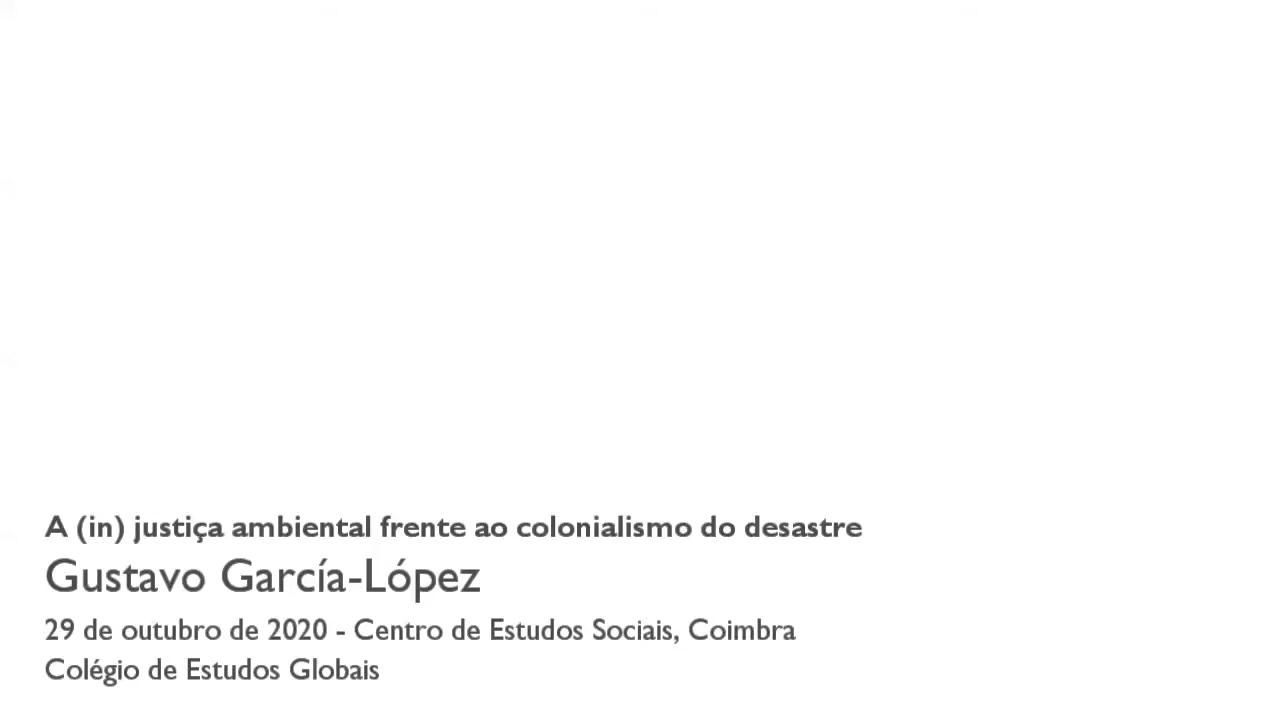 A (in) justiça ambiental frente ao colonialismo do desastre
Gustavo García-López
29 de outubro de 2020 - Centro de Estudos Sociais, Coimbra
Colégio de Estudos Globais